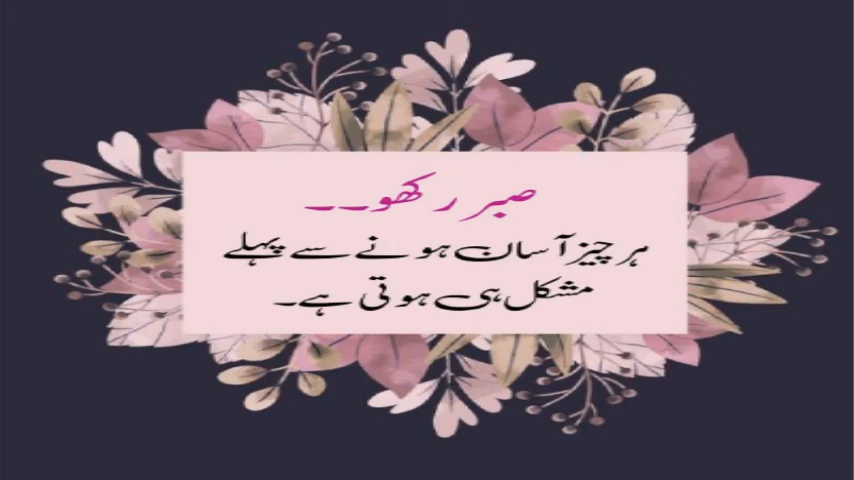 صبر رکھو۔۔
ہر چیز آسان ہونے سے پہلے
مشکل ہی ہوتی ہے۔